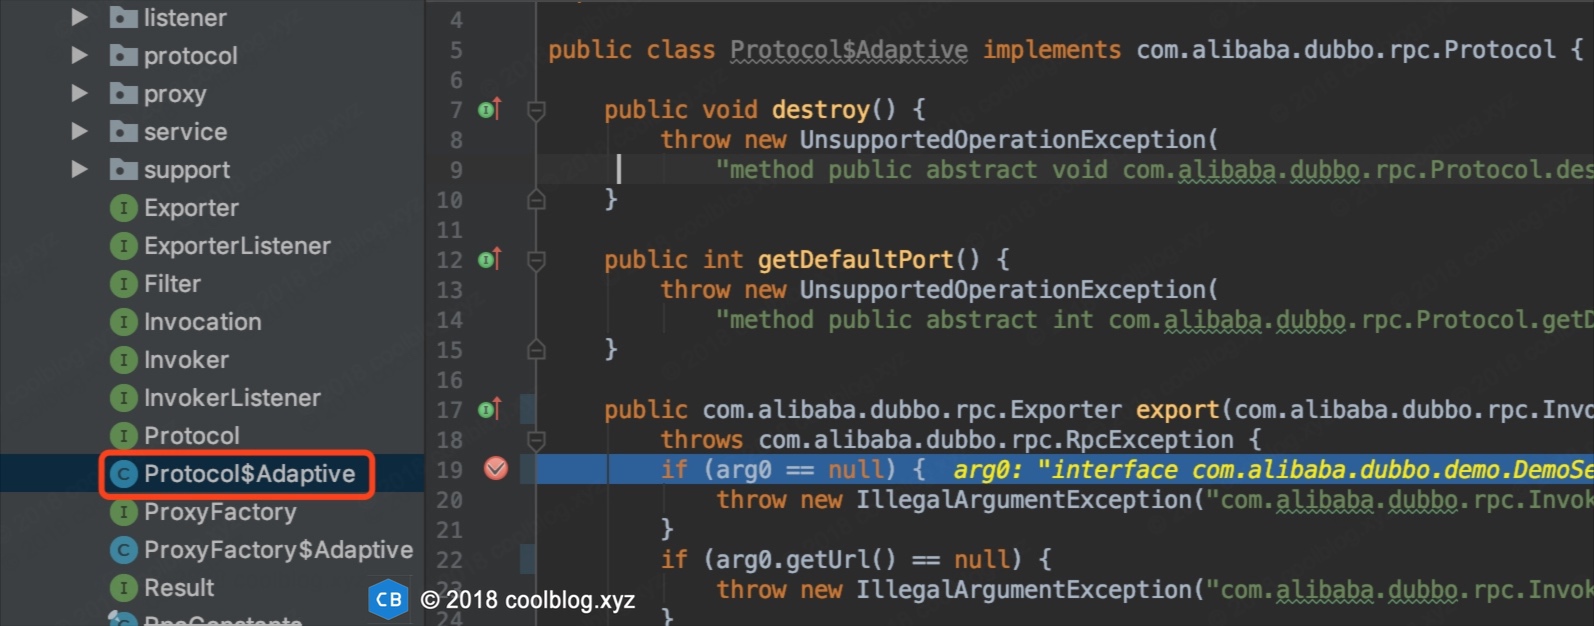 listener
protocol
proxy
service
support
Exporter
ExporterListener
Filter
Invocation
Invoker
InvokerListener
Protocol
Protocol$Adaptive
ProxyFactory
ProxyFactory$Adaptive
Result
RpcConstants
4
5 public class Protocol$Adaptive implements com.alibaba.dubbo.rpc.Protocol {
6
7 public void destroy() {
8 throw new UnsupportedOperationException(
9 "method public abstract void com.alibaba.dubbo.rpc.Protocol.des
10 }
11
12 public int getDefaultPort() {
13 throw new UnsupportedOperationException(
14 "method public abstract int com.alibaba.dubbo.rpc.Protocol.getD
15 }
16
17 public com.alibaba.dubbo.rpc.Exporter export(com.alibaba.dubbo.rpc.Invo
18 throws com.alibaba.dubbo.rpc.RpcException {
19 if (arg0 == null) { arg0: "interface com.alibaba.dubbo.demo.DemoSe
20 throw new IllegalArgumentException("com.alibaba.dubbo.rpc.Invok
21 }
22 if (arg0.getUrl() == null) {
23 throw new IllegalArgumentException("com.alibaba.dubbo.rpc.Invok
24 }
CB © 2018 coolblog.xyz